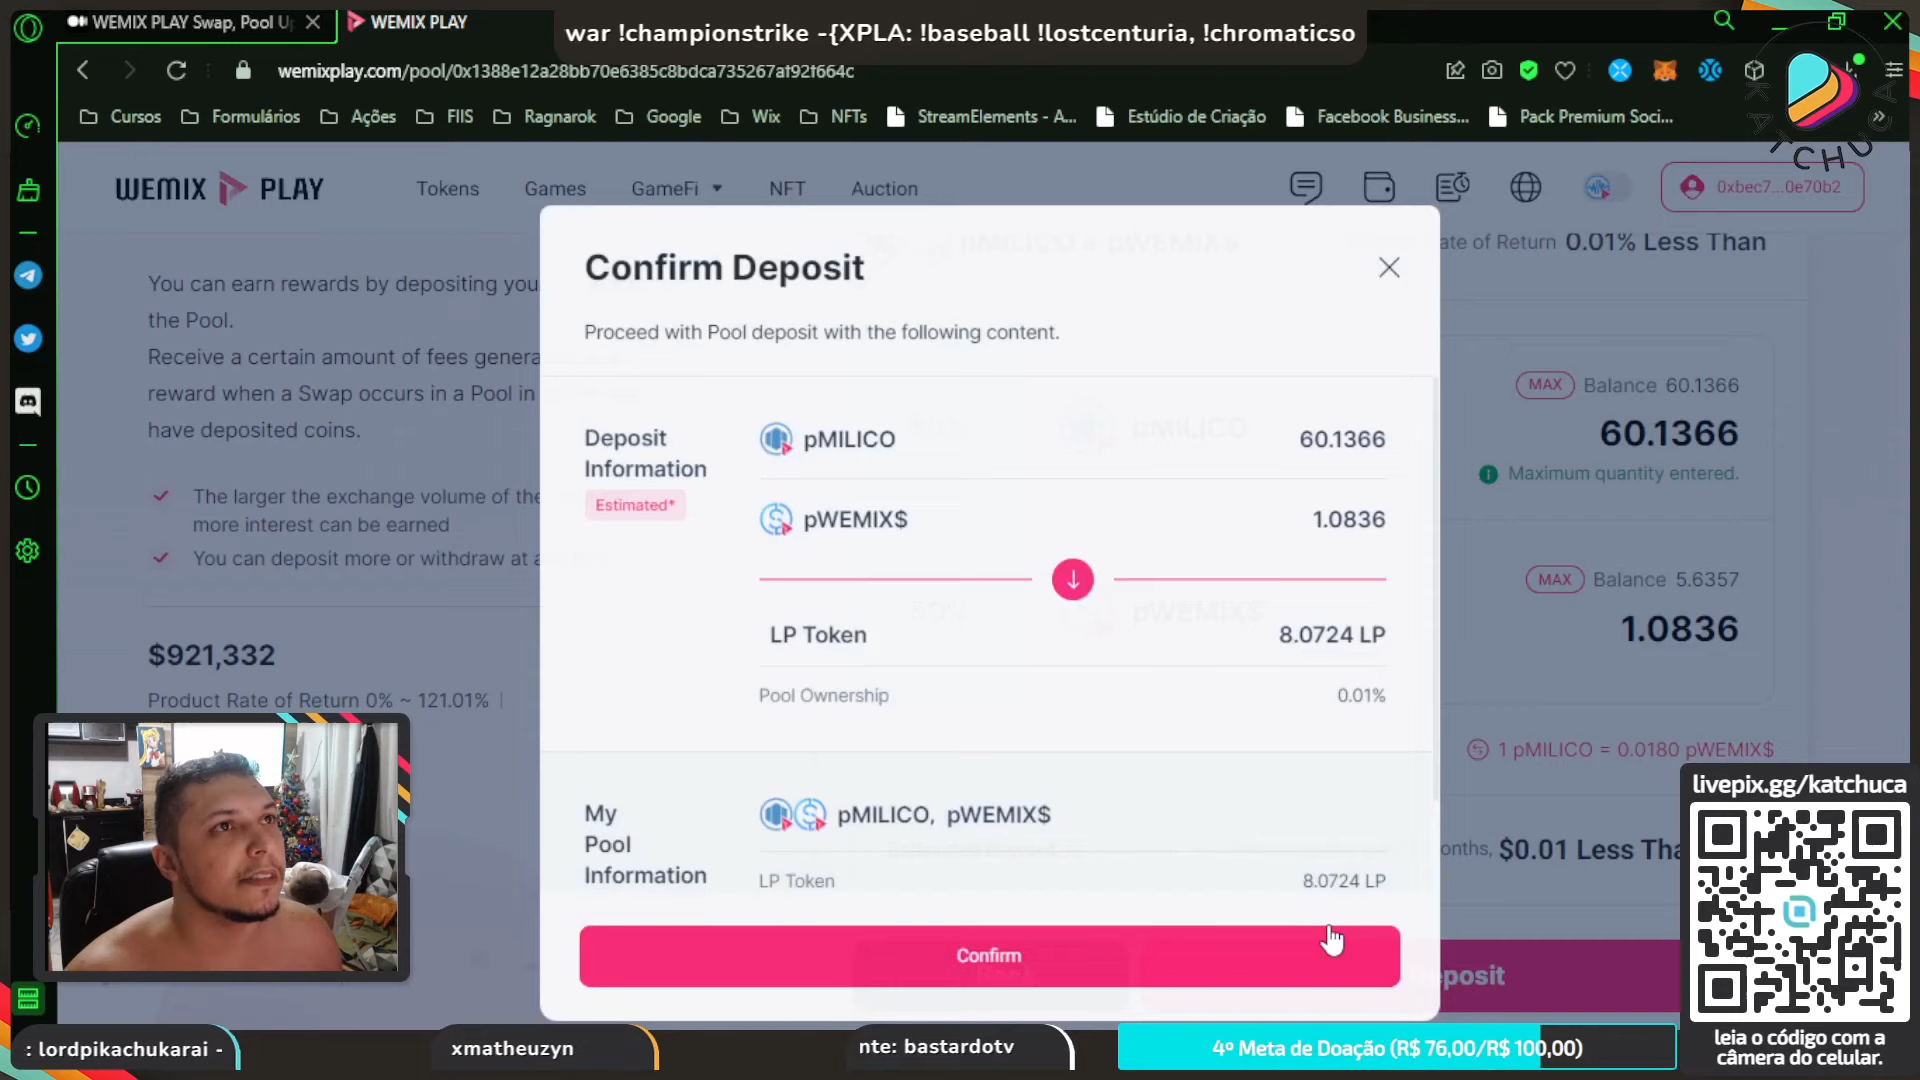 WEMIX PLAY Swap, Pool U
WEMIX PLAY
war !championstrike -{XPLA: !baseball !lostcenturia, !chromaticso
wemixplay.com/pool/0x1388e12a28bb70e6385c8bdca735267af92f664c
Cursos
Formulários
Ações
FIIS
Ragnarok
Google
Wix
NFTs
StreamElements - A...
Estúdio de Criação
Facebook Business...
Pack Premium Soci...
KATCHUCA
WEMIX PLAY
Tokens
Games
GameFi
NFT
Auction
0xbec7...0e70b2
You can earn rewards by depositing you
the Pool.
Receive a certain amount of fees genera
reward when a Swap occurs in a Pool in
have deposited coins.
The larger the exchange volume of the
more interest can be earned
You can deposit more or withdraw at a
$921,332
Product Rate of Return 0% ~ 121.01%
Confirm Deposit
Proceed with Pool deposit with the following content.
Deposit
Information
Estimated*
pMILICO
60.1366
pWEMIX$
1.0836
LP Token
8.0724 LP
Pool Ownership
0.01%
My
Pool
Information
pMILICO, pWEMIX$
LP Token
8.0724 LP
Confirm
ate of Return 0.01% Less Than
MAX Balance 60.1366
60.1366
Maximum quantity entered.
MAX Balance 5.6357
1.0836
1 pMILICO = 0.0180 pWEMIX$
onths, $0.01 Less Tha
eposit
livepix.gg/katchuca
leia o código com a
câmera do celular.
: lordpikachukarai -
xmatheuzyn
nte: bastardotv
4º Meta de Doação (R$ 76,00/R$ 100,00)